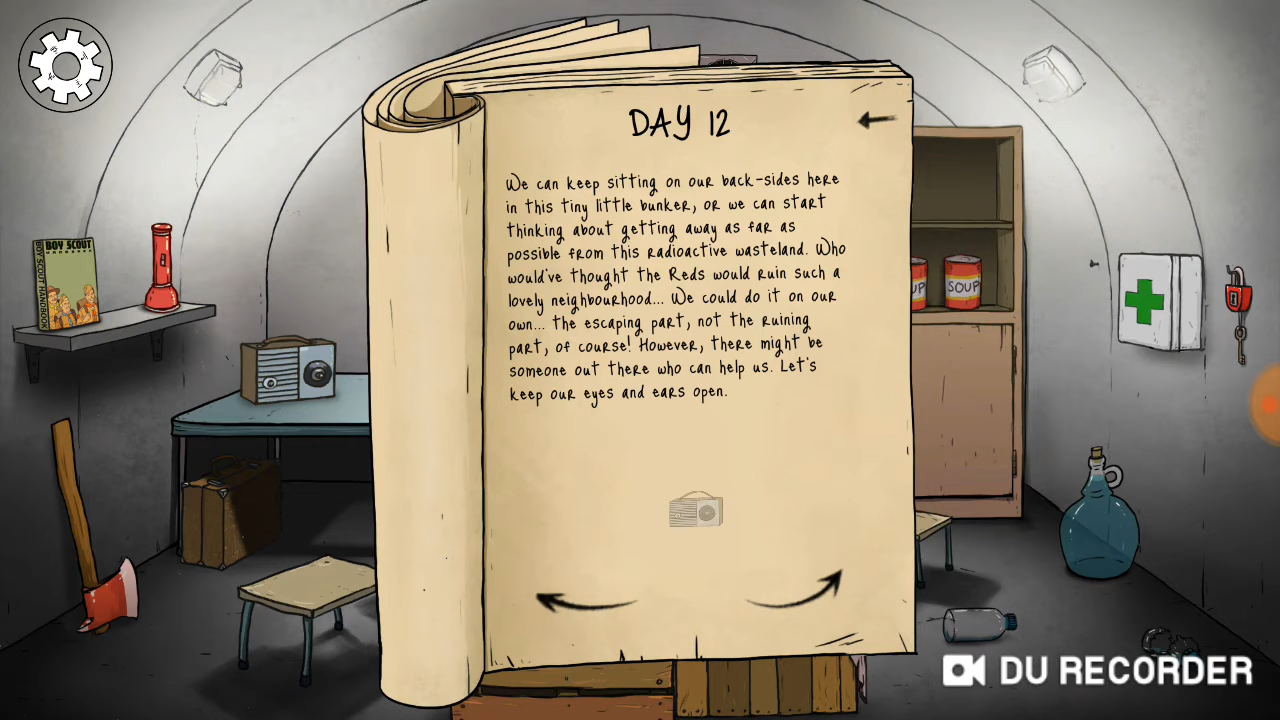 DAY 12
We can keep sitting on our back-sides here
in this tiny little bunker, or we can start
thinking about getting away as far as
possible from this radioactive wasteland. Who
would've thought the Reds would ruin such a
lovely neighbourhood... We could do it on our
own... the escaping part, not the ruining
part, of course! However, there might be
someone out there who can help us. Let's
keep our eyes and ears open.
BOY SCOUT
BOY SCOUT HANDBOOK
UP
SOUP
DU RECORDER